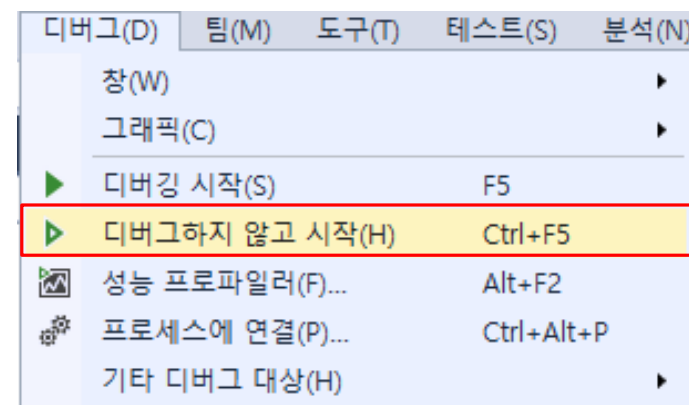 디버그(D) 팀(M) 도구(T) 테스트(S) 분석(N)
창(W)
그래픽(C)
디버깅 시작(S) F5
디버그하지 않고 시작(H) Ctrl+F5
성능 프로파일러(F)... Alt+F2
프로세스에 연결(P)... Ctrl+Alt+P
기타 디버그 대상(H)